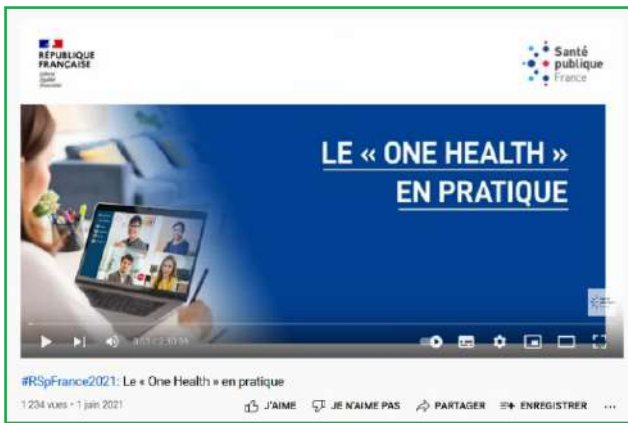 RÉPUBLIQUE
FRANÇAISE
Santé
publique
France
LE « ONE HEALTH »
EN PRATIQUE
#RSpFrance2021: Le « One Health » en pratique
1 234 vues • 1 juin 2021
J'AIME JE N'AIME PAS PARTAGER ENREGISTRER